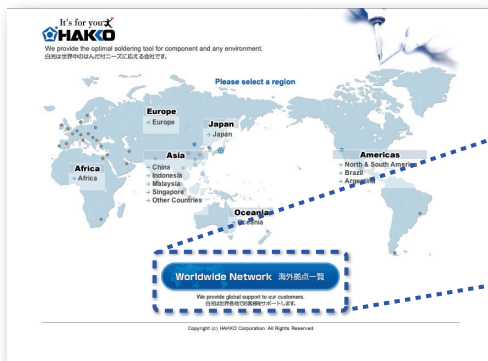 It's for you
HAKKO
We provide the optimal soldering tool for component and any environment.
白光は世界中のはんだ付ニーズに応える会社です。
Please select a region
Europe
→ Europe
Japan
→ Japan
Africa
→ Africa
Asia
→ China
→ Indonesia
→ Malaysia
→ Singapore
→ Other Countries
Americas
→ North & South America
→ Brazil
→ Argentina
Oceania
→ Oceania
Worldwide Network 海外拠点一覧
We provide global support to our customers.
白光は世界各地でお客様をサポートします。
Copyright (c) HAKKO Corporation. All Rights Reserved.